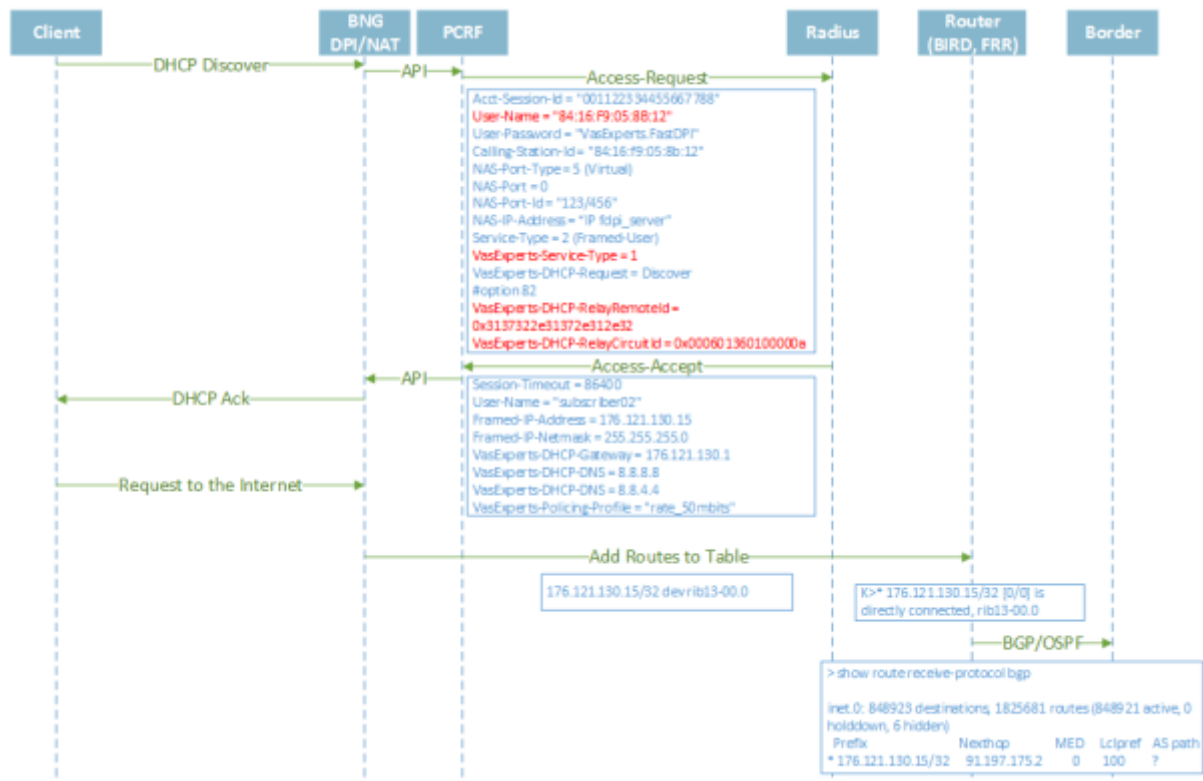 Client
BNG
DPI/NAT
PCRF
Radius
Router
(BIRD, FRR)
Border
DHCP Discover
API
Access-Request
Acct-Session-Id = "001122334455667788"
User-Name = "84:16:F9:05:8B:12"
User-Password = "VasExperts.FastDPI"
Calling-Station-Id = "84:16:f9:05:8b:12"
NAS-Port-Type = 5 (Virtual)
NAS-Port = 0
NAS-Port-Id = "123/456"
NAS-IP-Address = "IP fdpi_server"
Service-Type = 2 (Framed-User)
VasExperts-Service-Type = 1
VasExperts-DHCP-Request = Discover
#option 82
VasExperts-DHCP-RelayRemoteId =
0x3137322e31372e312e32
VasExperts-DHCP-RelayCircuitId = 0x000601360100000a
Access-Accept
API
DHCP Ack
Session-Timeout = 86400
User-Name = "subscriber02"
Framed-IP-Address = 176.121.130.15
Framed-IP-Netmask = 255.255.255.0
VasExperts-DHCP-Gateway = 176.121.130.1
VasExperts-DHCP-DNS = 8.8.8.8
VasExperts-DHCP-DNS = 8.8.4.4
VasExperts-Policing-Profile = "rate_50mbits"
Request to the Internet
Add Routes to Table
176.121.130.15/32 dev rib13-00.0
K>* 176.121.130.15/32 [0/0] is
directly connected, rib13-00.0
BGP/OSPF
> show route receive-protocol bgp
inet.0: 848923 destinations, 1825681 routes (848921 active, 0
holddown, 6 hidden)
Prefix Nexthop MED Lclpref AS path
* 176.121.130.15/32 91.197.175.2 0 100 ?